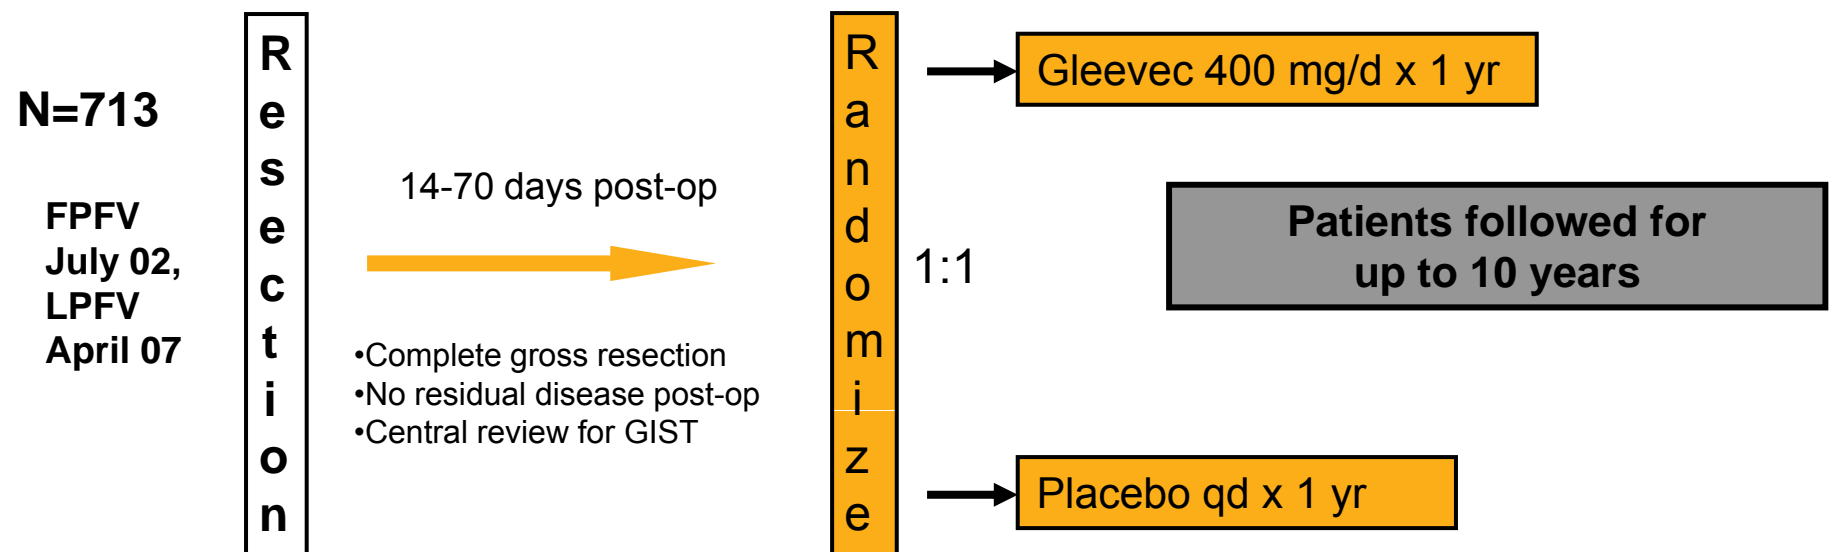 N=713
FPFV
July 02,
LPFV
April 07
Resection
14-70 days post-op
•Complete gross resection
•No residual disease post-op
•Central review for GIST
Randomize
1:1
Gleevec 400 mg/d x 1 yr
Patients followed for
up to 10 years
Placebo qd x 1 yr